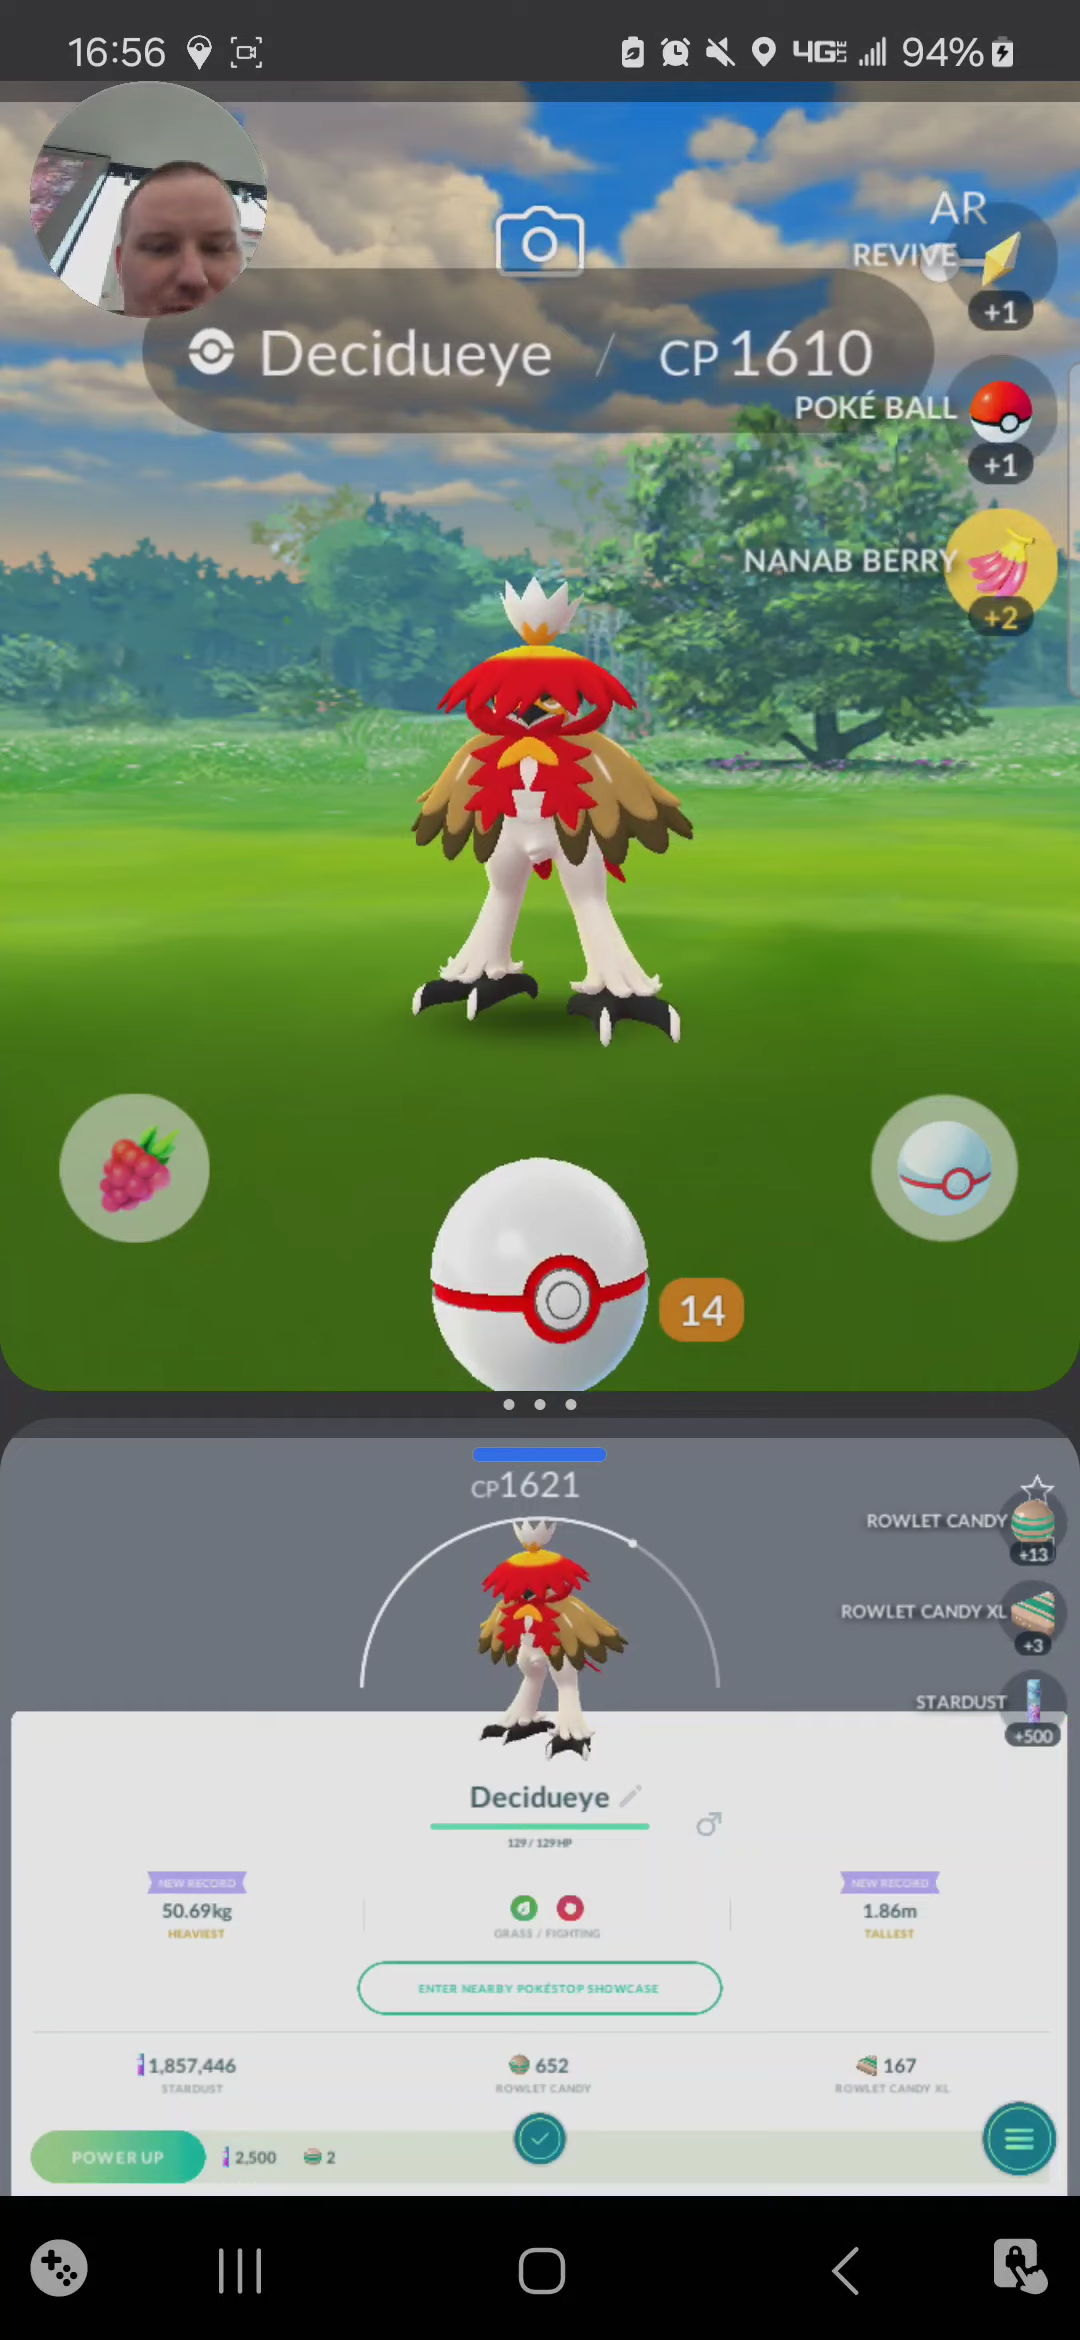 16:56
4G LTE 94%
AR
REVIVE
+1
Decidueye / CP1610
POKÉ BALL
+1
NANAB BERRY
+2
14
CP1621
ROWLET CANDY
+13
ROWLET CANDY XL
+3
STARDUST
+500
Decidueye
129 / 129 HP
NEW RECORD
50.69kg
HEAVIEST
GRASS / FIGHTING
NEW RECORD
1.86m
TALLEST
ENTER NEARBY POKÉSTOP SHOWCASE
1,857,446
STARDUST
652
ROWLET CANDY
167
ROWLET CANDY XL
POWER UP
2,500
2